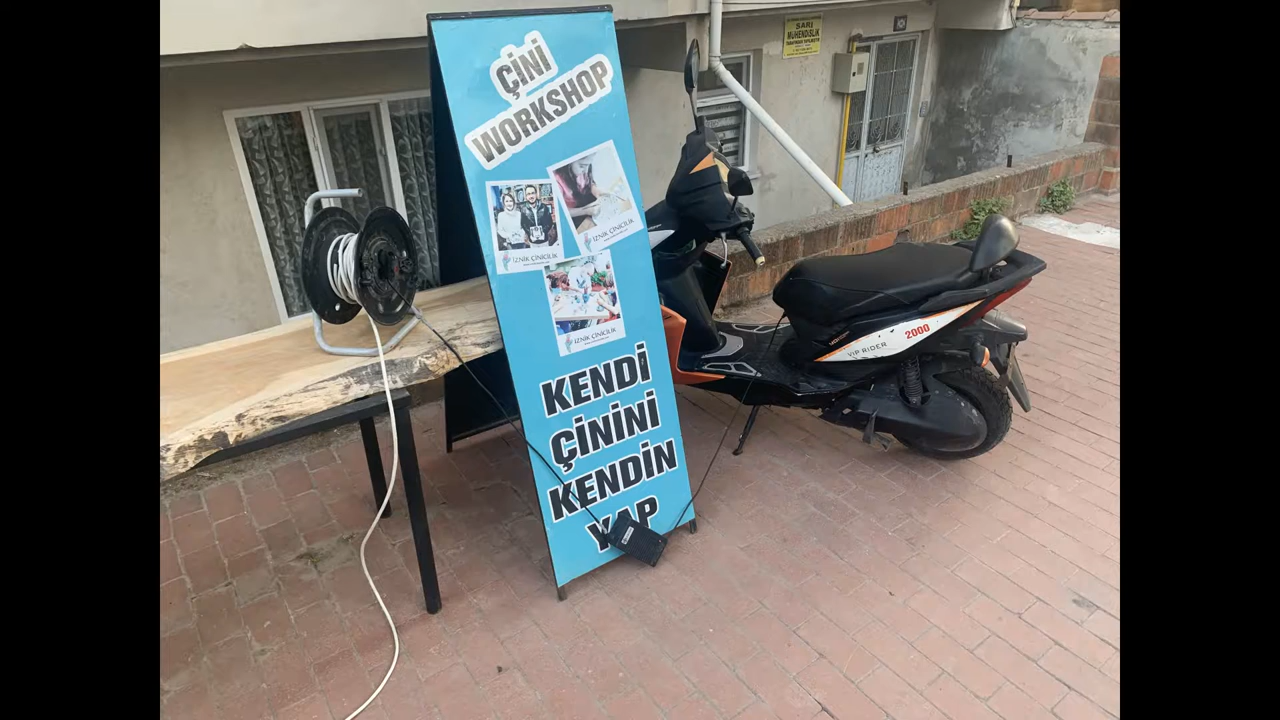 ÇİNİ
WORKSHOP
İZNİK ÇİNİCİLİK
İZNİK ÇİNİCİLİK
İZNİK ÇİNİCİLİK
KENDİ
ÇİNİNİ
KENDİN
YAP
SARI
MÜHENDİSLİK
VIP RIDER
2000